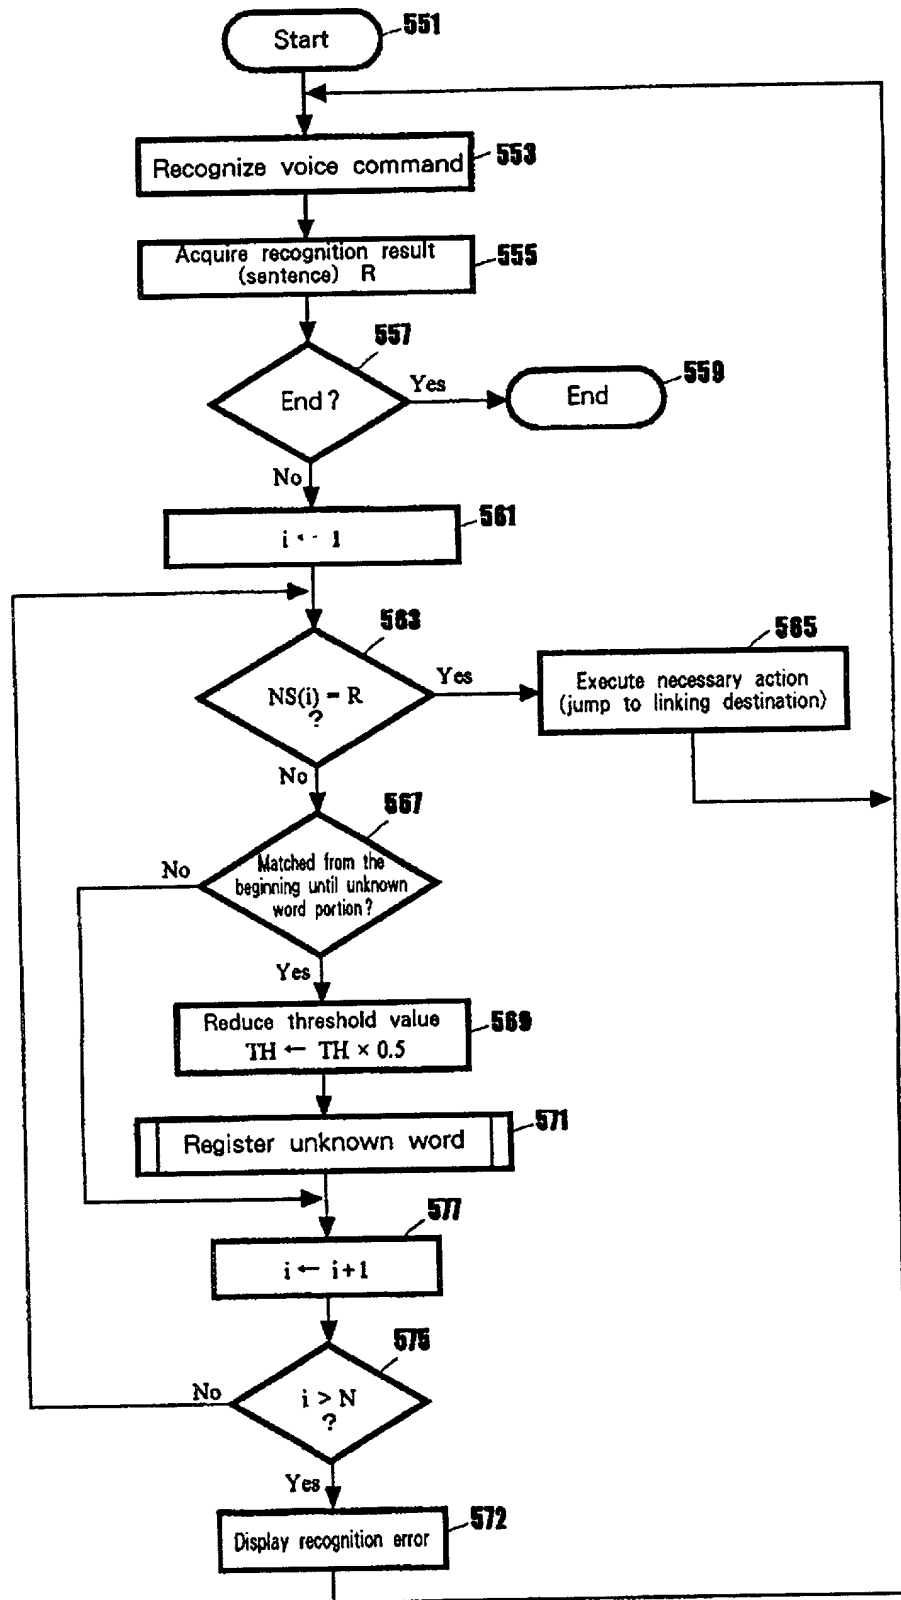 Start
551
Recognize voice command
553
Acquire recognition result
(sentence) R
555
557
End?
Yes
End
559
No
561
i ← 1
563
NS(i) = R
?
Yes
565
Execute necessary action
(jump to linking destination)
No
567
Matched from the
beginning until unknown
word portion?
No
Yes
Reduce threshold value
TH ← TH × 0.5
569
Register unknown word
571
577
i ← i+1
575
i > N
?
No
Yes
Display recognition error
572